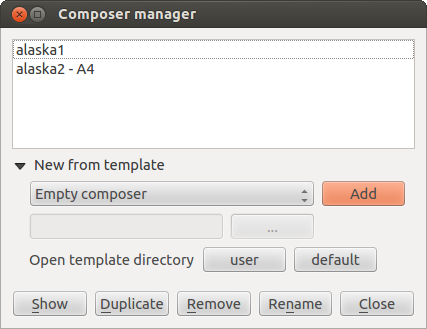 Composer manager
alaska1
alaska2 - A4
New from template
Empty composer Add
...
Open template directory user default
Show Duplicate Remove Rename Close